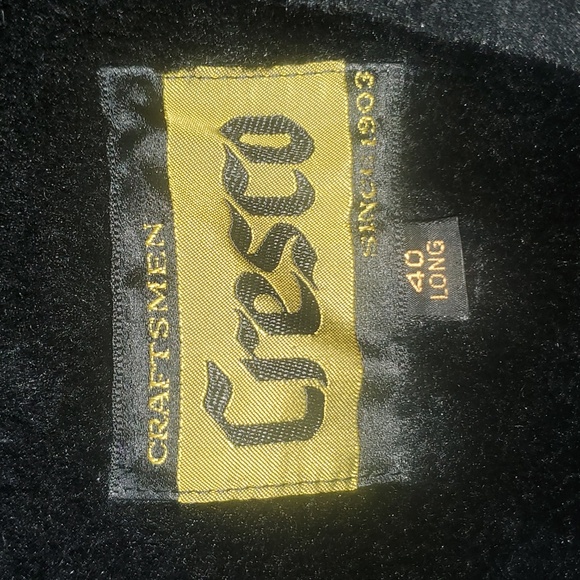 CRAFTSMEN
Cresco
SINCE 1903
40
LONG